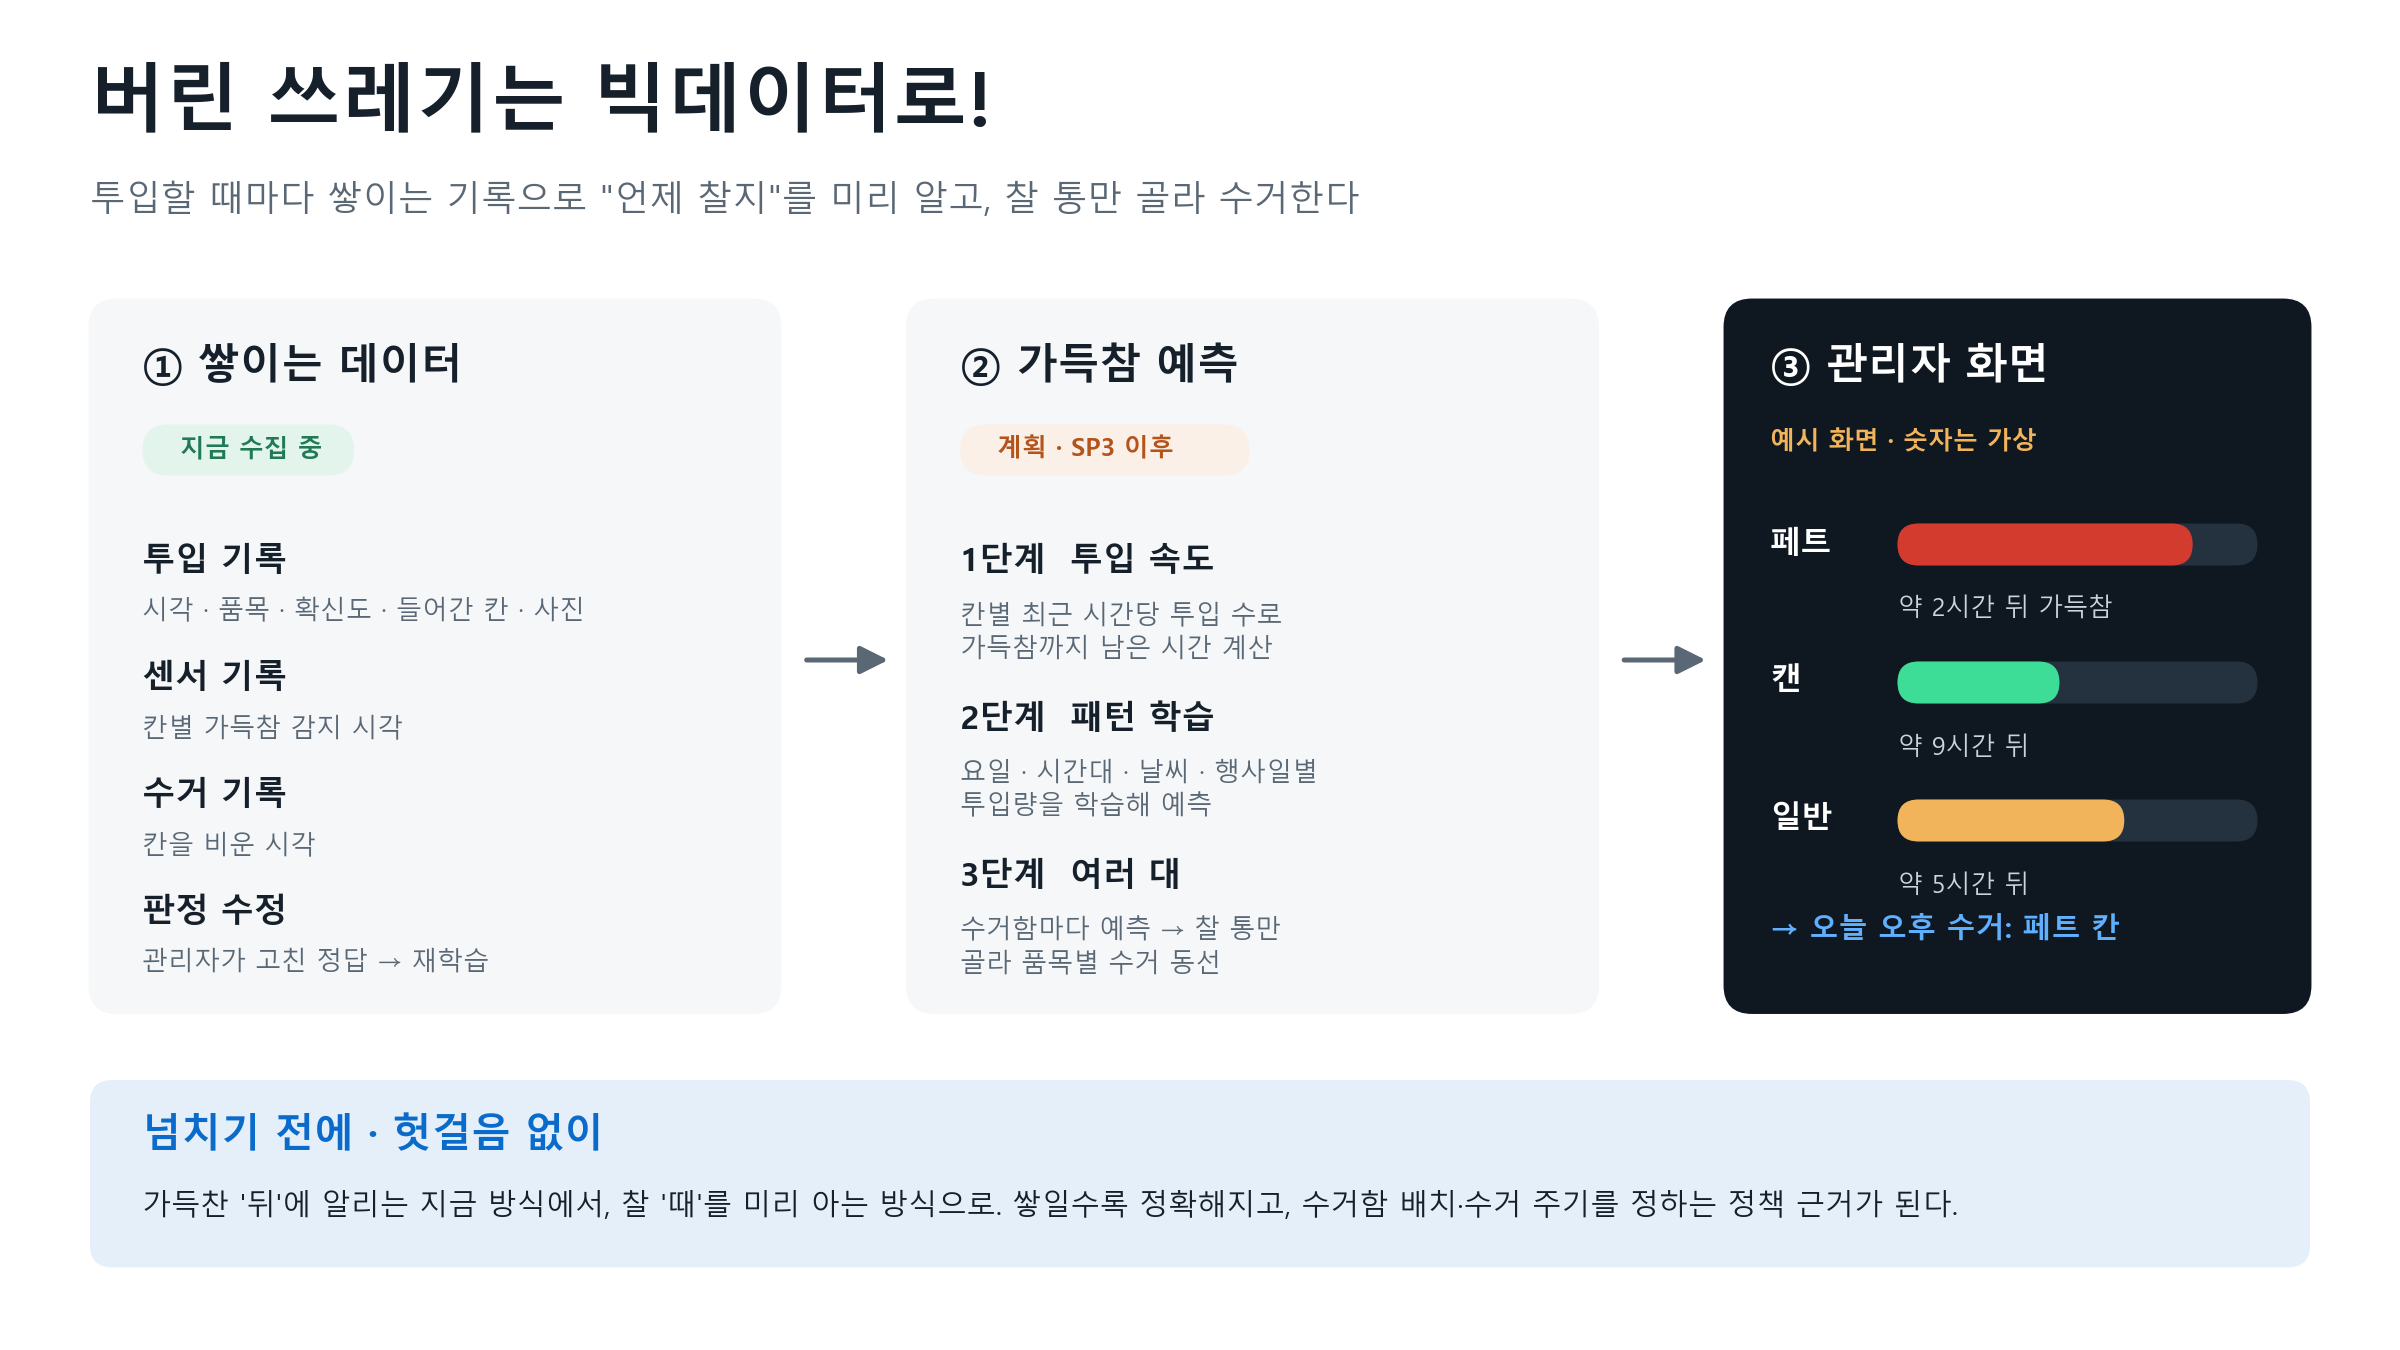 버린 쓰레기는 빅데이터로!
투입할 때마다 쌓이는 기록으로 "언제 찰지"를 미리 알고, 찰 통만 골라 수거한다
① 쌓이는 데이터
지금 수집 중
투입 기록
시각 · 품목 · 확신도 · 들어간 칸 · 사진
센서 기록
칸별 가득참 감지 시각
수거 기록
칸을 비운 시각
판정 수정
관리자가 고친 정답 → 재학습
② 가득참 예측
계획 · SP3 이후
1단계 투입 속도
칸별 최근 시간당 투입 수로
가득참까지 남은 시간 계산
2단계 패턴 학습
요일 · 시간대 · 날씨 · 행사일별
투입량을 학습해 예측
3단계 여러 대
수거함마다 예측 → 찰 통만
골라 품목별 수거 동선
③ 관리자 화면
예시 화면 · 숫자는 가상
페트
약 2시간 뒤 가득참
캔
약 9시간 뒤
일반
약 5시간 뒤
→ 오늘 오후 수거: 페트 칸
넘치기 전에 · 헛걸음 없이
가득찬 '뒤'에 알리는 지금 방식에서, 찰 '때'를 미리 아는 방식으로. 쌓일수록 정확해지고, 수거함 배치·수거 주기를 정하는 정책 근거가 된다.